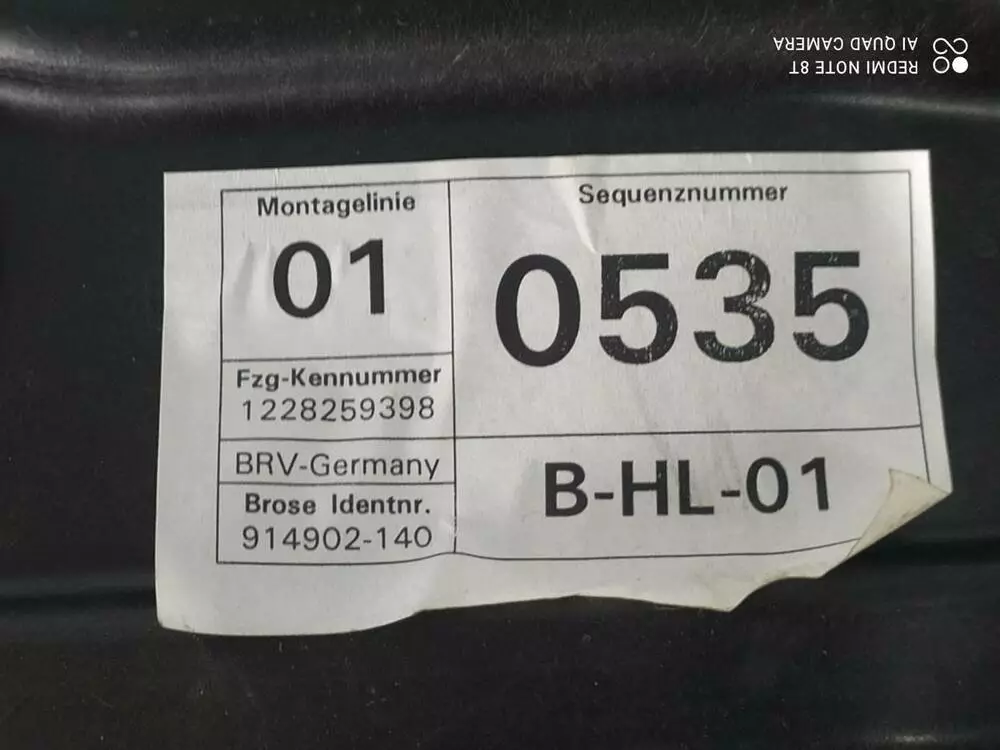 Montagelinie
01
Sequenznummer
0535
Fzg-Kennummer
1228259398
BRV-Germany
Brose Identnr.
914902-140
B-HL-01
REDMI NOTE 8T
AI QUAD CAMERA